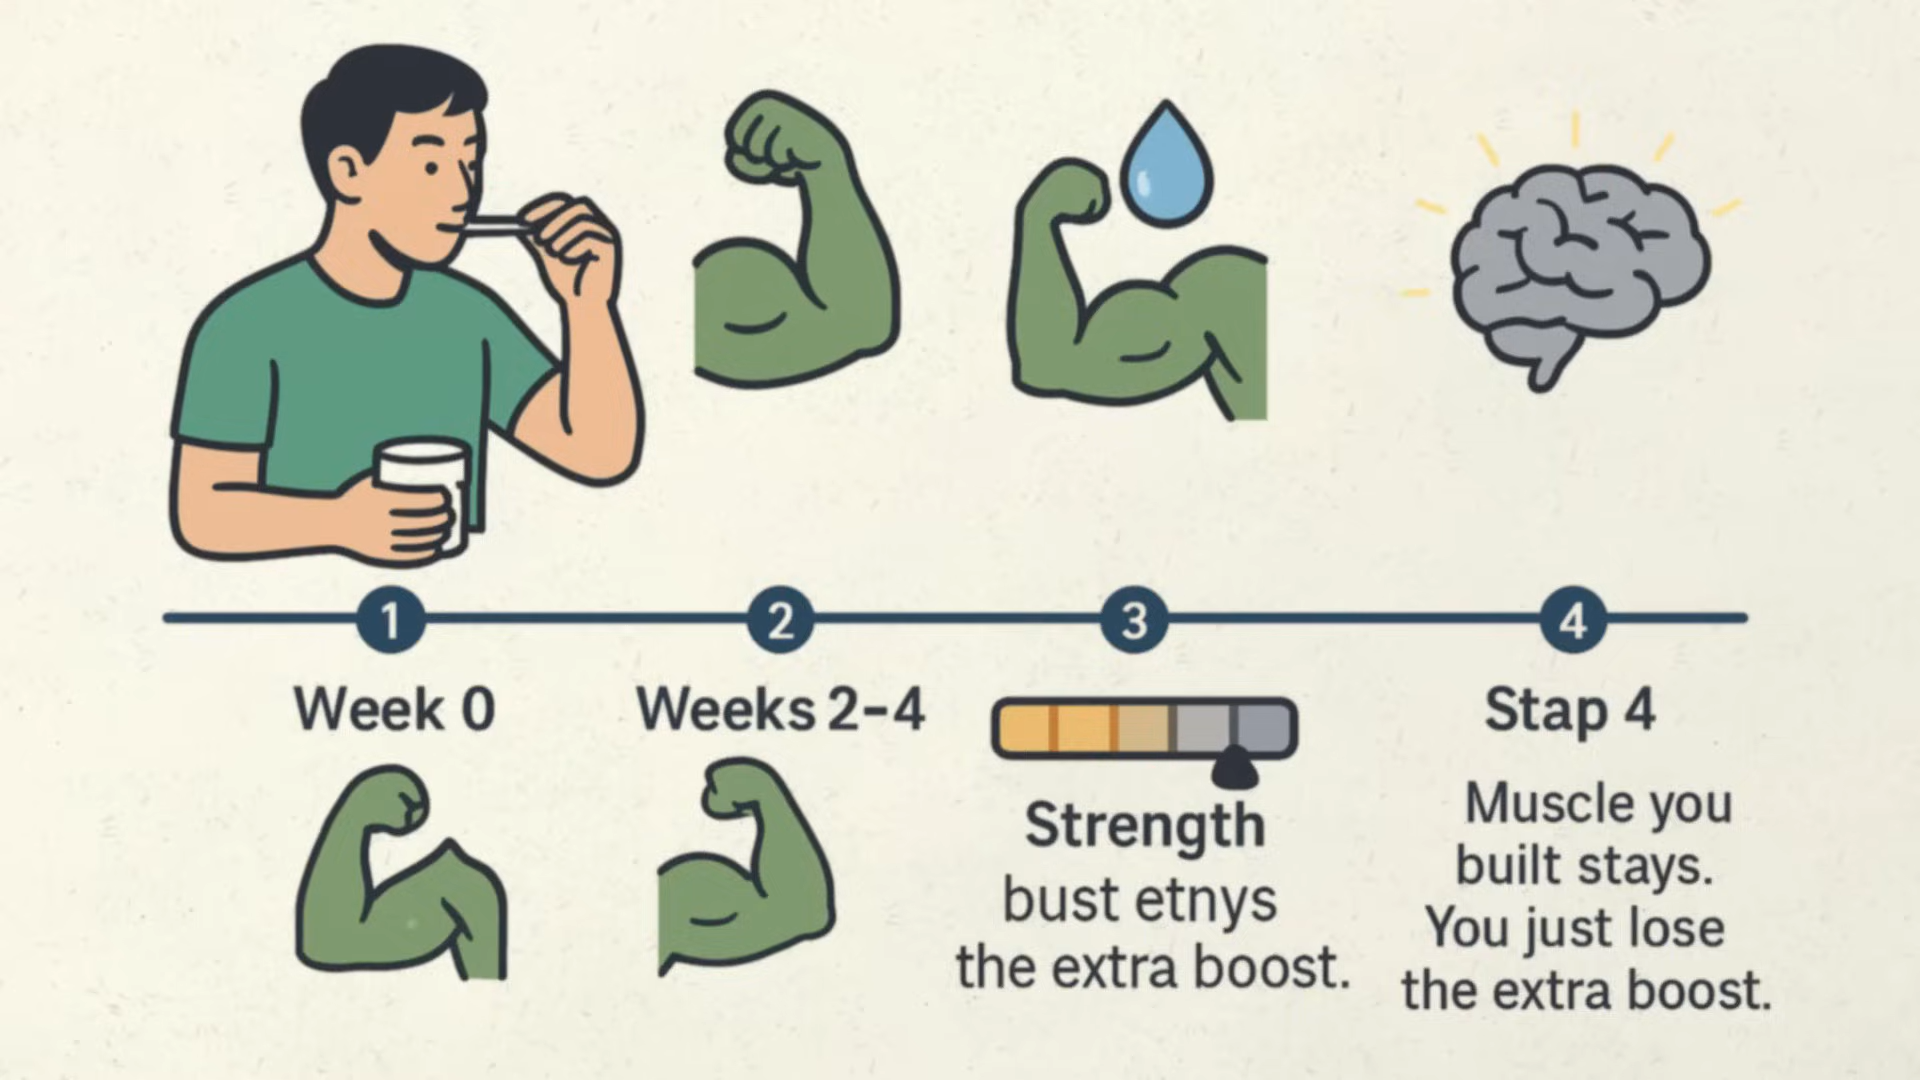 1
2
3
4
Week 0
Weeks 2-4
Strength
bust etnys
the extra boost.
Stap 4
Muscle you
built stays.
You just lose
the extra boost.